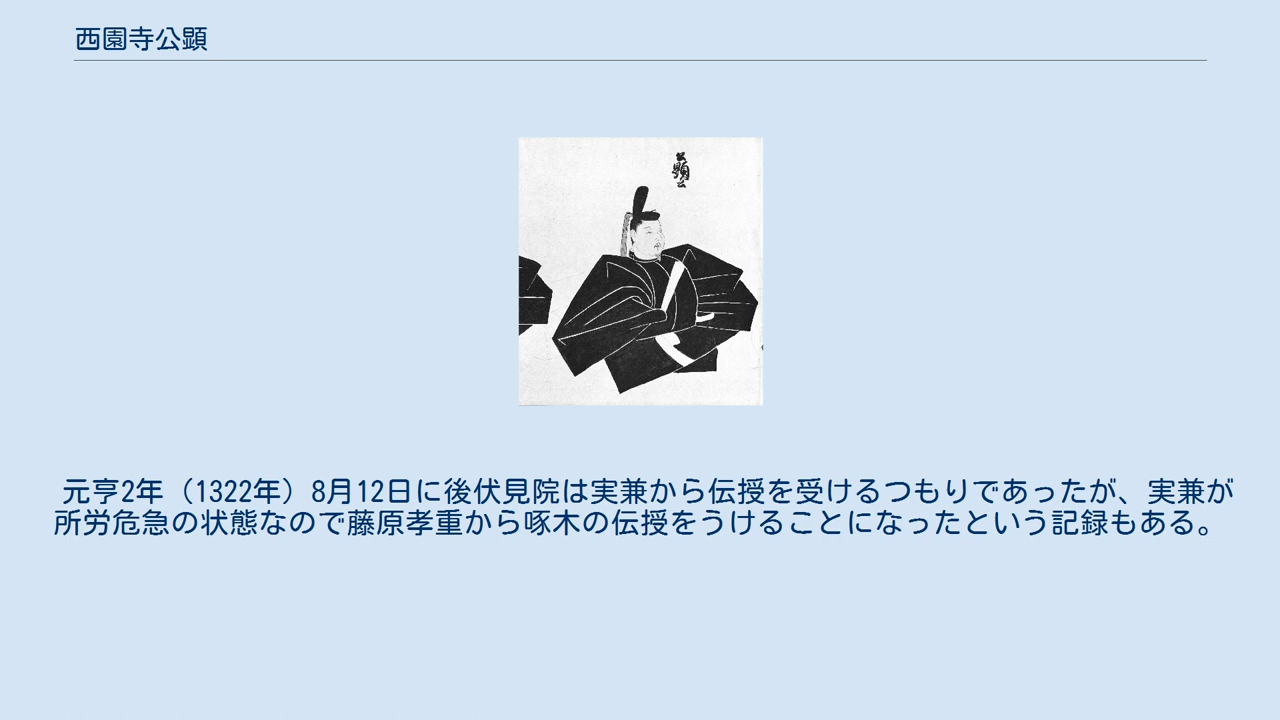 西園寺公顕
公顕公
元亨2年（1322年）8月12日に後伏見院は実兼から伝授を受けるつもりであったが、実兼が
所労危急の状態なので藤原孝重から啄木の伝授をうけることになったという記録もある。